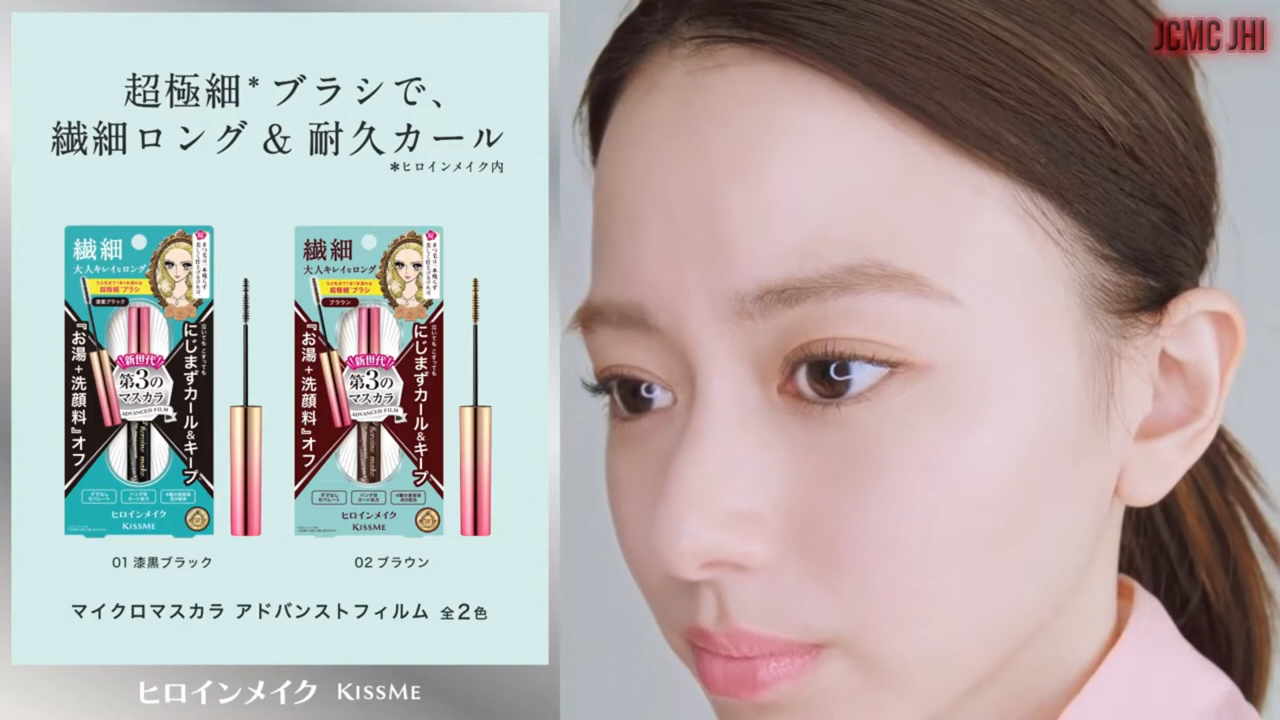 JCMC JHI
超極細*ブラシで、
繊細ロング & 耐久カール
*ヒロインメイク内
繊細
大人キレイなロング
超極細ブラシ
漆黒ブラック
新世代!
第3の
マスカラ
ADVANCED FILM
にじまずカール&キープ
『お湯+洗顔料』オフ
ヒロインメイク
KISSME
繊細
大人キレイなロング
超極細ブラシ
ブラウン
新世代!
第3の
マスカラ
ADVANCED FILM
にじまずカール&キープ
『お湯+洗顔料』オフ
ヒロインメイク
KISSME
01 漆黒ブラック
02 ブラウン
マイクロマスカラ アドバンストフィルム 全2色
ヒロインメイク KISSME